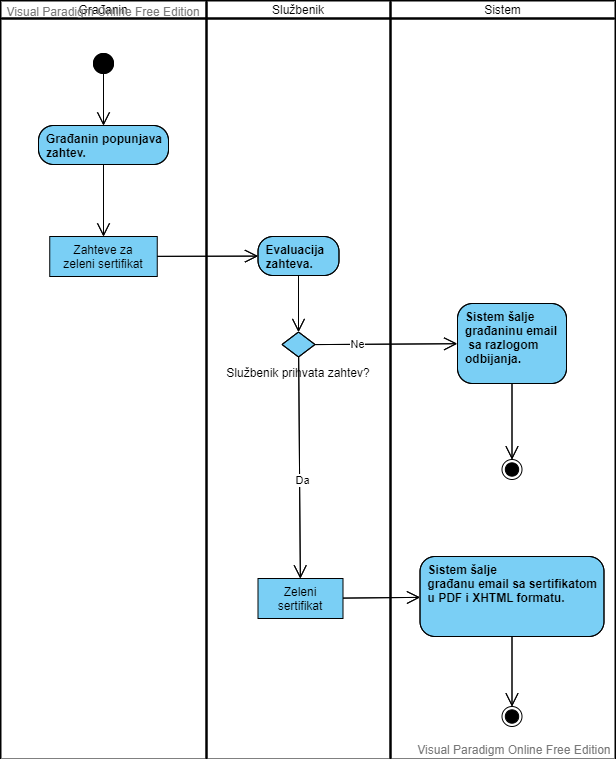 Visual Paradigm Online Free Edition
Građanin
Službenik
Sistem
Građanin popunjava
zahtev.
Zahteve za
zeleni sertifikat
Evaluacija
zahteva.
Službenik prihvata zahtev?
Ne
Sistem šalje
građaninu email
sa razlogom
odbijanja.
Da
Zeleni
sertifikat
Sistem šalje
građanu email sa sertifikatom
u PDF i XHTML formatu.
Visual Paradigm Online Free Edition